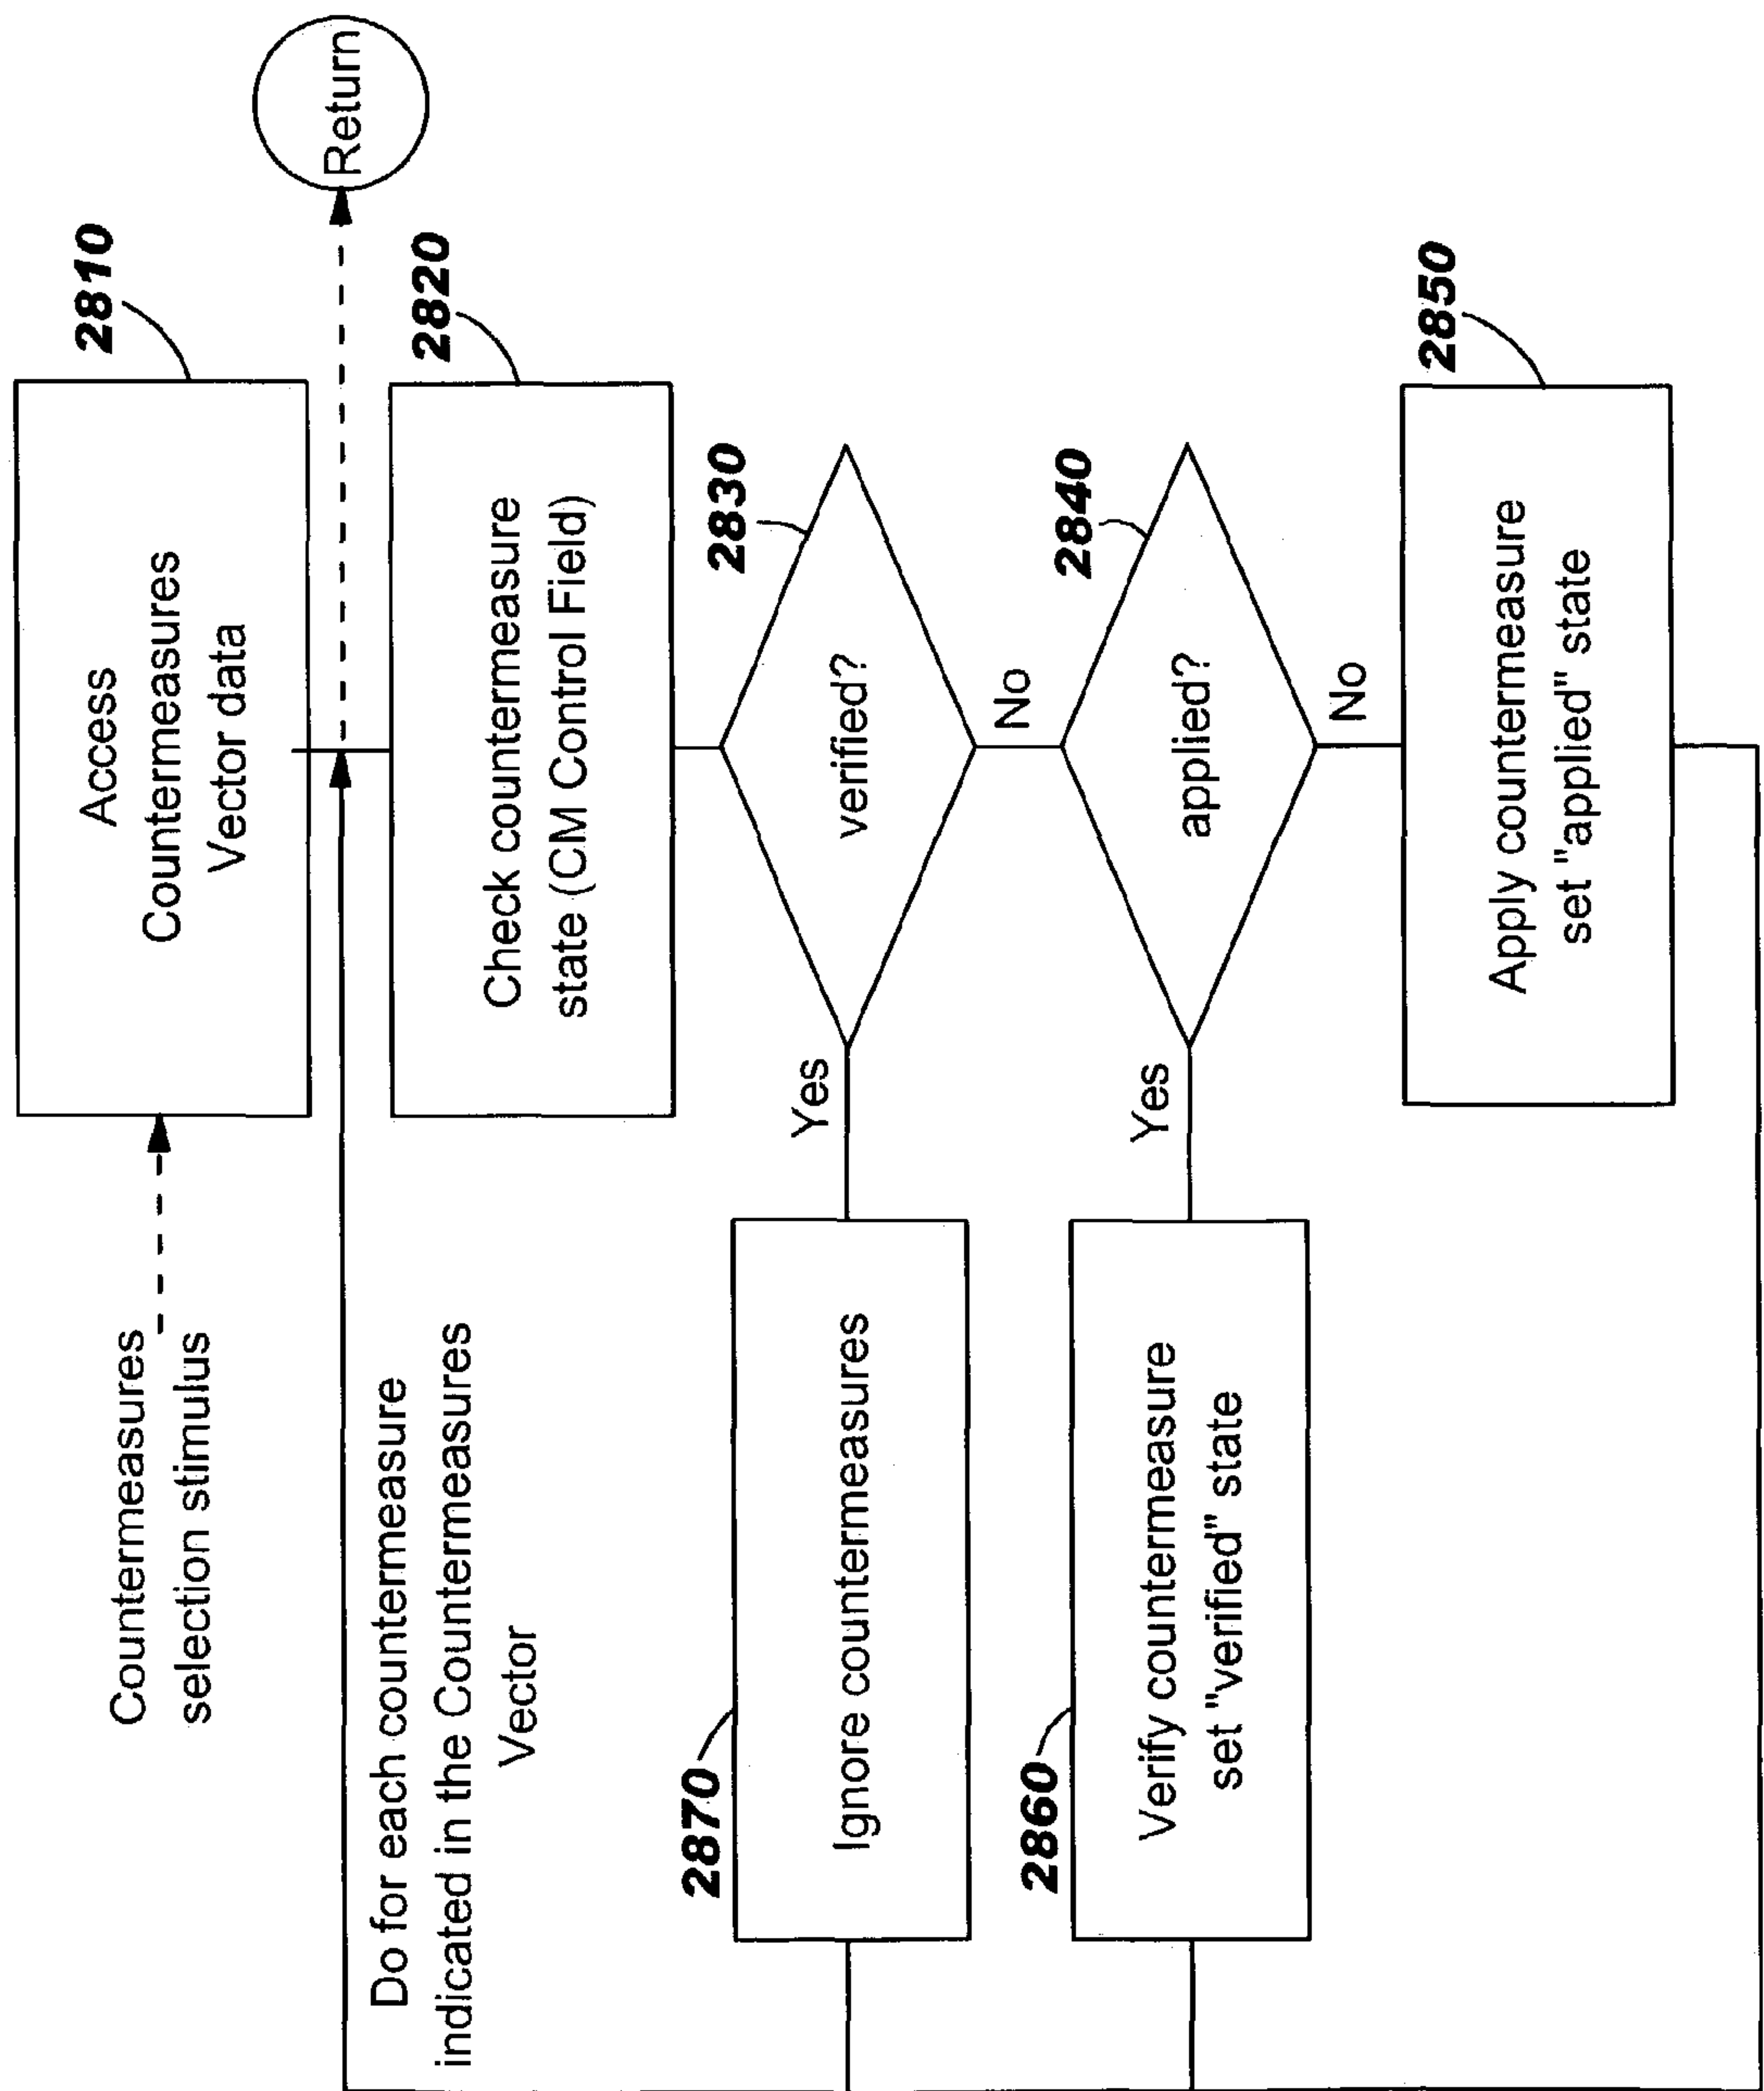 Countermeasures
selection stimulus
Access
Countermeasures
Vector data
2810
Return
Do for each countermeasure
indicated in the Countermeasures
Vector
Check countermeasure
state (CM Control Field)
2820
2870
Ignore countermeasures
Yes
verified?
2830
No
2860
Verify countermeasure
set "verified" state
Yes
applied?
2840
No
Apply countermeasure
set "applied" state
2850